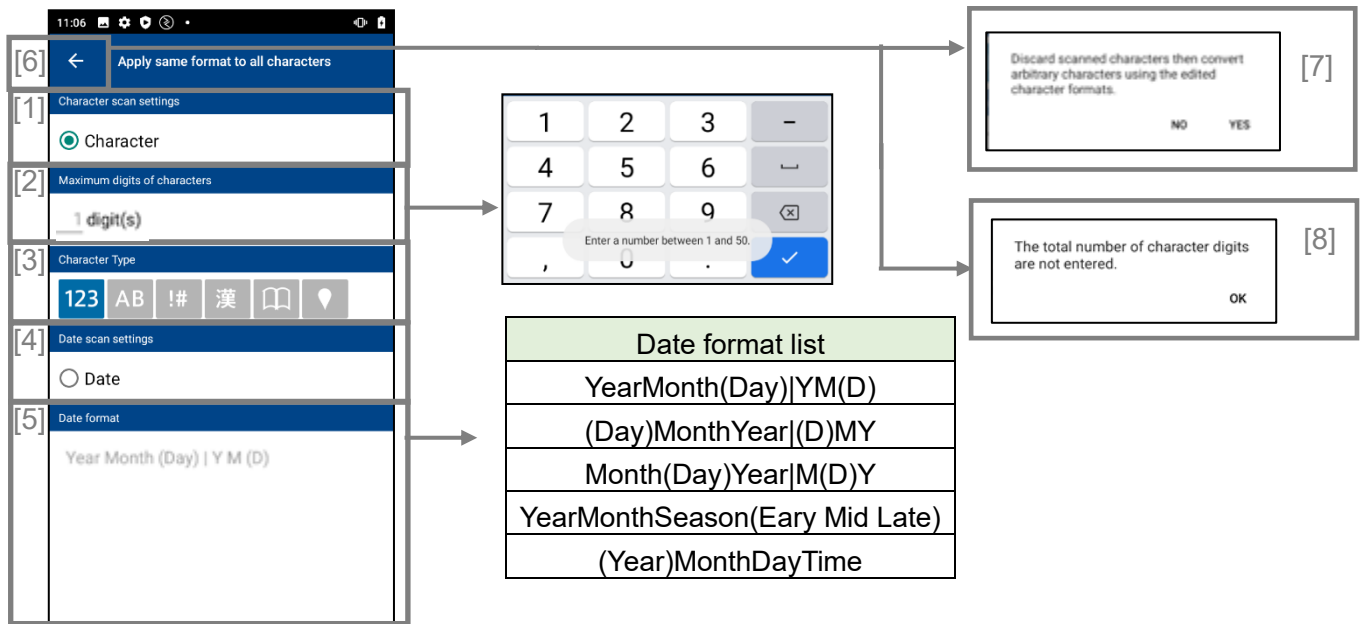 11:06
[6]
Apply same format to all characters
[1]
Character scan settings
Character
[2]
Maximum digits of characters
1 digit(s)
[3]
Character Type
123 AB !# 漢
[4]
Date scan settings
Date
[5]
Date format
Year Month (Day) | Y M (D)
1 2 3 –
4 5 6
7 8 9
Enter a number between 1 and 50.
, 0 .
Date format list
YearMonth(Day)|YM(D)
(Day)MonthYear|(D)MY
Month(Day)Year|M(D)Y
YearMonthSeason(Eary Mid Late)
(Year)MonthDayTime
Discard scanned characters then convert
arbitrary characters using the edited
character formats.
NO YES
[7]
The total number of character digits
are not entered.
OK
[8]